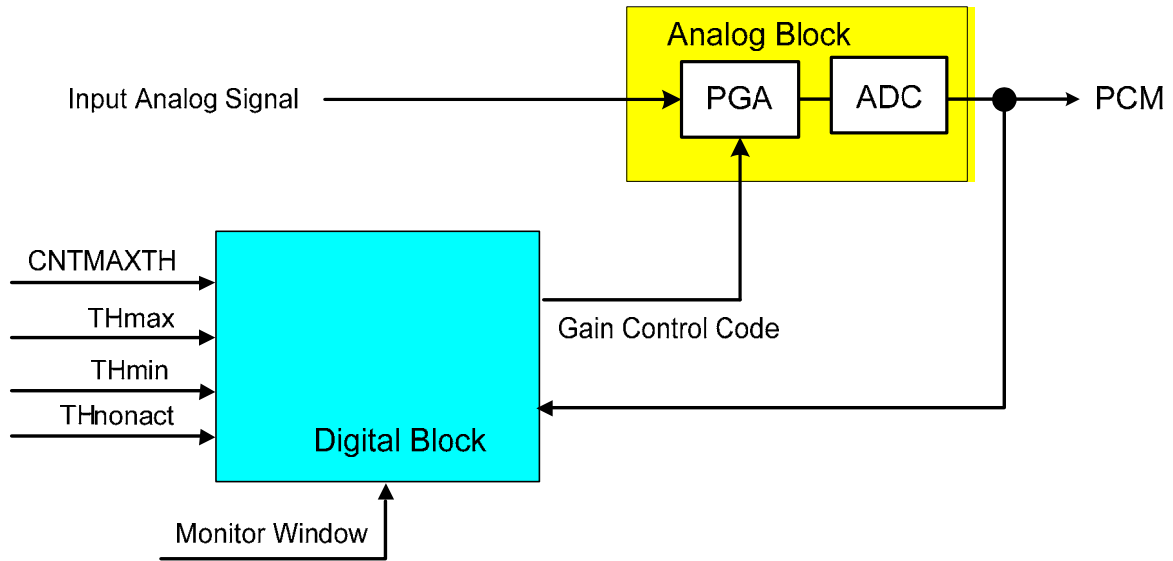 Analog Block
Input Analog Signal
PGA
ADC
PCM
CNTMAXTH
THmax
THmin
THnonact
Gain Control Code
Digital Block
Monitor Window